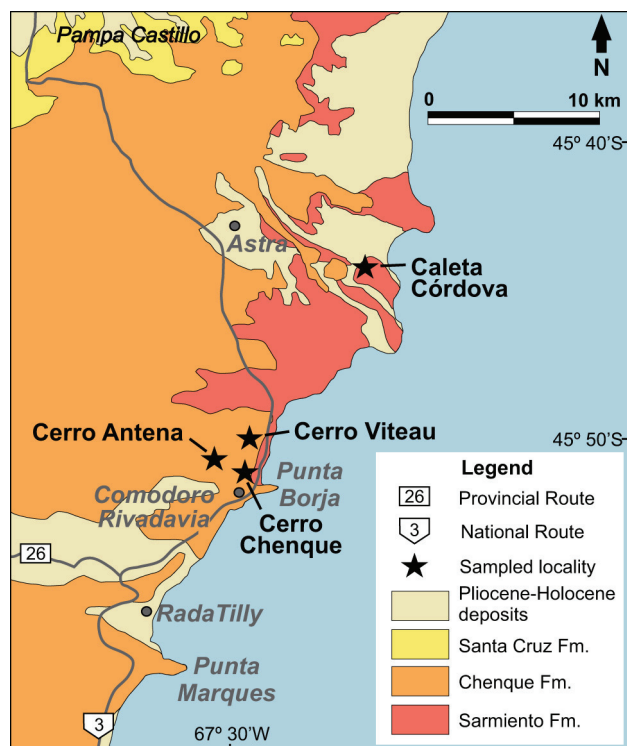 Pampa Castillo
N
0 10 km
45º 40'S
Astra
Caleta
Córdova
Cerro Antena
Cerro Viteau
45º 50'S
Comodoro
Rivadavia
Punta
Borja
Cerro
Chenque
26
RadaTilly
Punta
Marques
3
67º 30'W
Legend
26 Provincial Route
3 National Route
Sampled locality
Pliocene-Holocene
deposits
Santa Cruz Fm.
Chenque Fm.
Sarmiento Fm.